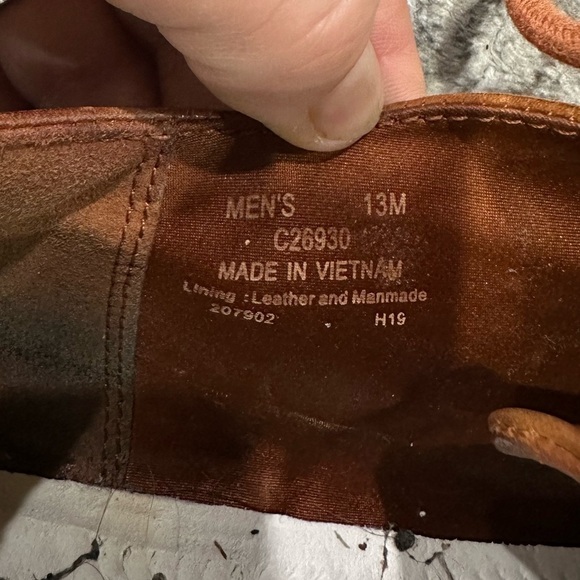 MEN'S 13M
C26930
MADE IN VIETNAM
Lining : Leather and Manmade
207902 H19